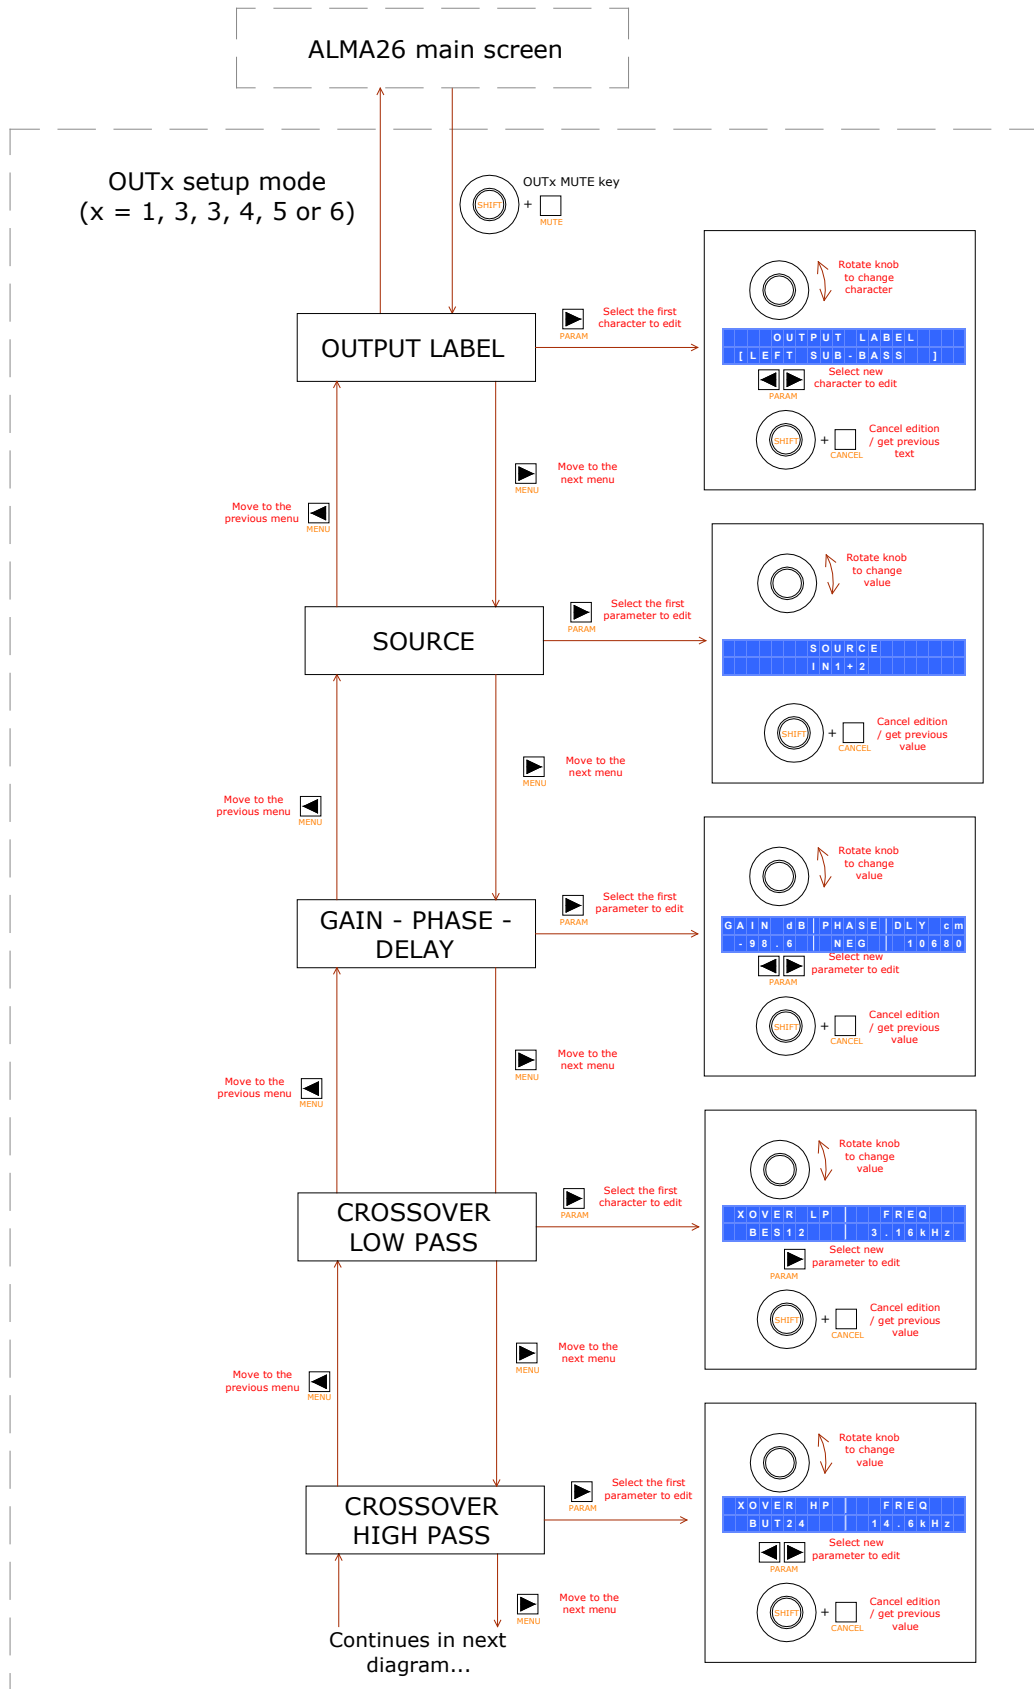 ALMA26 main screen
OUTx setup mode
(x = 1, 3, 3, 4, 5 or 6)
OUTx MUTE key
SHIFT
+
MUTE
OUTPUT LABEL
Select the first
character to edit
PARAM
Rotate knob
to change
character
OUTPUT LABEL
[LEFT SUB-BASS ]
Select new
character to edit
PARAM
SHIFT
+
CANCEL
Cancel edition
/ get previous
text
Move to the
next menu
MENU
Move to the
previous menu
MENU
SOURCE
Select the first
parameter to edit
PARAM
Rotate knob
to change
value
SOURCE
IN1+2
SHIFT
+
CANCEL
Cancel edition
/ get previous
value
Move to the
next menu
MENU
Move to the
previous menu
MENU
GAIN - PHASE -
DELAY
Select the first
parameter to edit
PARAM
Rotate knob
to change
value
GAIN dB|PHASE|DLY cm
-98.6 | NEG | 10680
Select new
parameter to edit
PARAM
SHIFT
+
CANCEL
Cancel edition
/ get previous
value
Move to the
next menu
MENU
Move to the
previous menu
MENU
CROSSOVER
LOW PASS
Select the first
character to edit
PARAM
Rotate knob
to change
value
XOVER LP | FREQ
BES12 | 3.16kHz
Select new
parameter to edit
PARAM
SHIFT
+
CANCEL
Cancel edition
/ get previous
value
Move to the
next menu
MENU
Move to the
previous menu
MENU
CROSSOVER
HIGH PASS
Select the first
parameter to edit
PARAM
Rotate knob
to change
value
XOVER HP | FREQ
BUT24 | 14.6kHz
Select new
parameter to edit
PARAM
SHIFT
+
CANCEL
Cancel edition
/ get previous
value
Move to the
next menu
MENU
Continues in next
diagram...